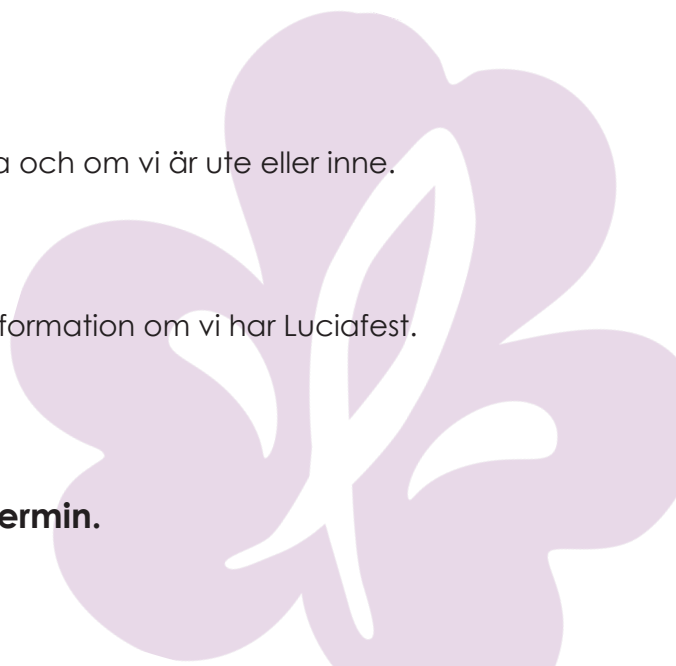 a och om vi är ute eller inne.
formation om vi har Luciafest.
ermin.